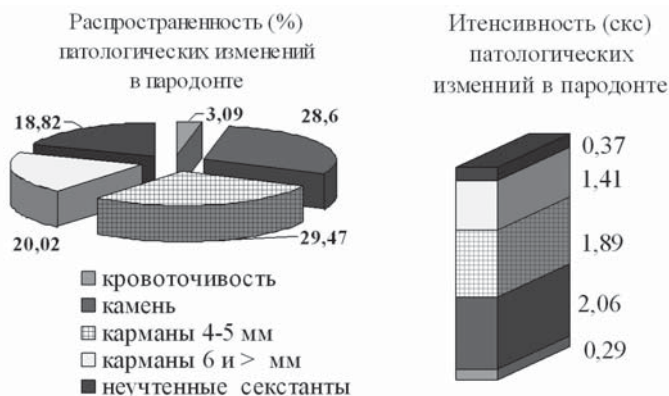 Распространенность (%)
патологических изменений
в пародонте
18,82
3,09
28,6
20,02
29,47
кровоточивость
камень
карманы 4-5 мм
карманы 6 и > мм
неучтенные секстанты
Итенсивность (скс)
патологических
изменний в пародонте
0,37
1,41
1,89
2,06
0,29